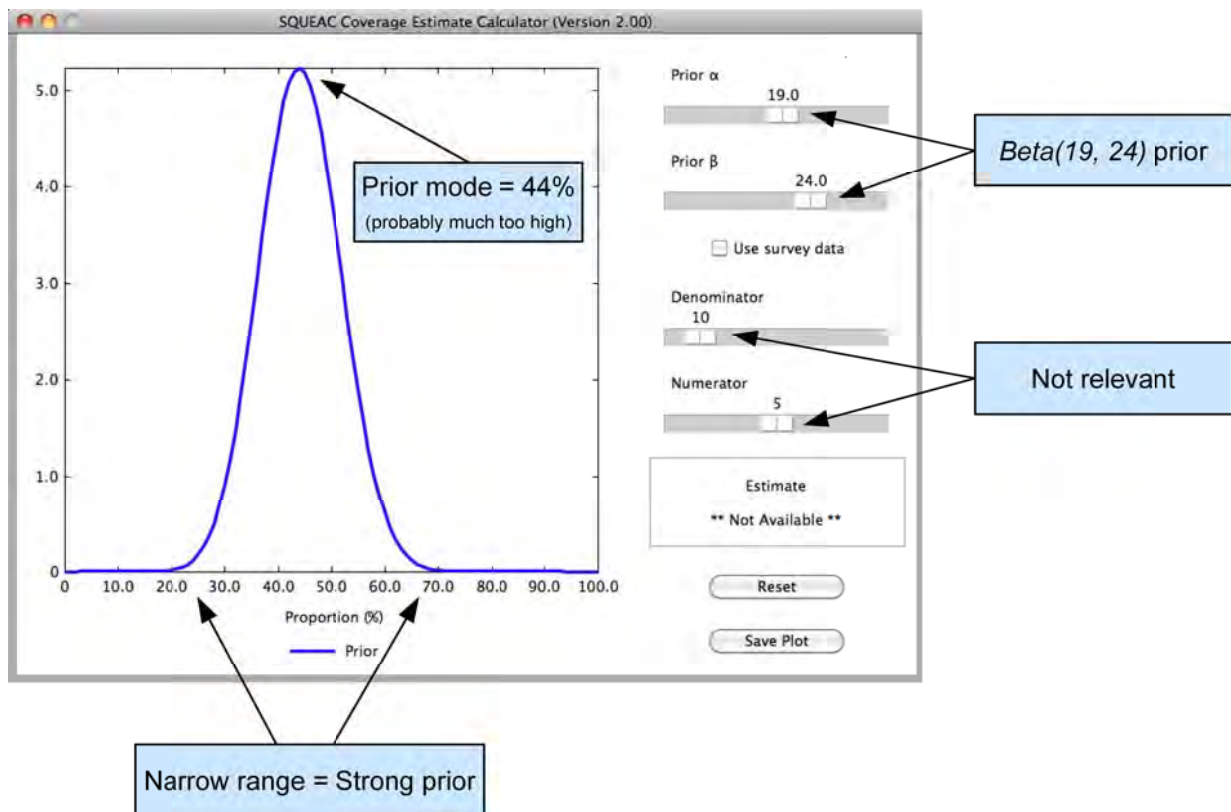 SQUEAC Coverage Estimate Calculator (Version 2.00)
5.0
4.0
3.0
2.0
1.0
0
0 10.0 20.0 30.0 40.0 50.0 60.0 70.0 80.0 90.0 100.0
Proportion (%)
Prior
Prior mode = 44%
(probably much too high)
Narrow range = Strong prior
Prior α
19.0
Prior β
24.0
Use survey data
Denominator
10
Numerator
5
Estimate
** Not Available **
Reset
Save Plot
Beta(19, 24) prior
Not relevant